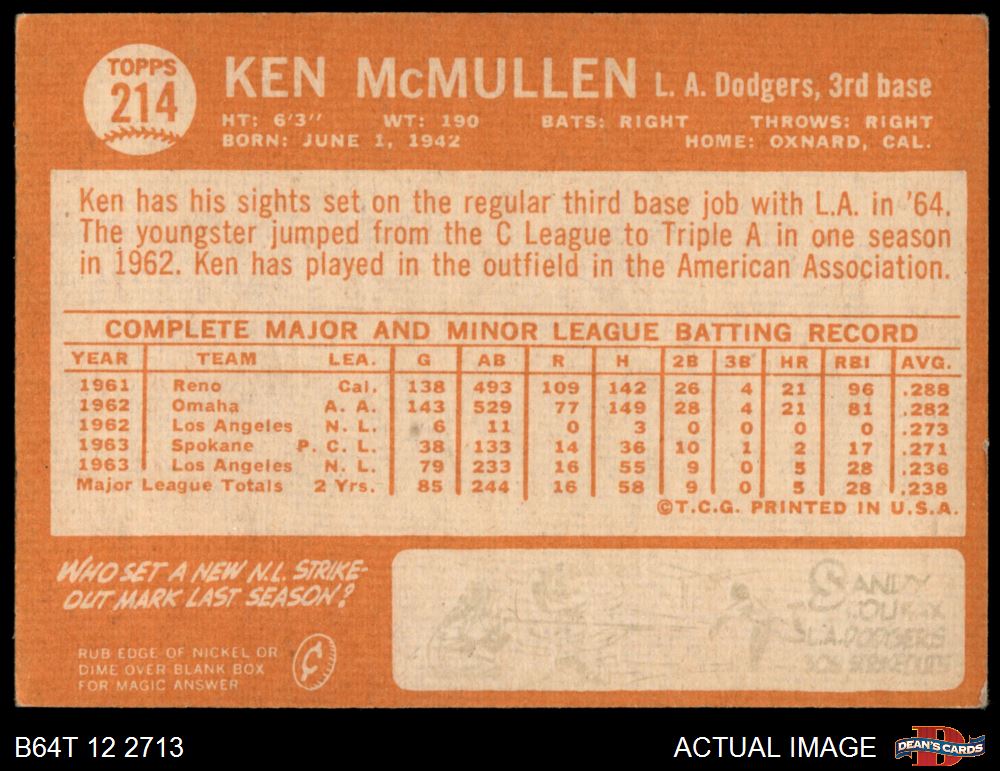 TOPPS
214
KEN McMULLEN L. A. Dodgers, 3rd base
HT: 6'3" WT: 190 BATS: RIGHT THROWS: RIGHT
BORN: JUNE 1, 1942 HOME: OXNARD, CAL.
Ken has his sights set on the regular third base job with L.A. in '64.
The youngster jumped from the C League to Triple A in one season
in 1962. Ken has played in the outfield in the American Association.
COMPLETE MAJOR AND MINOR LEAGUE BATTING RECORD
YEAR TEAM LEA. G AB R H 2B 3B HR RBI AVG.
1961 Reno Cal. 138 493 109 142 26 4 21 96 .288
1962 Omaha A. A. 143 529 77 149 28 4 21 81 .282
1962 Los Angeles N. L. 6 11 0 3 0 0 0 0 .273
1963 Spokane P. C. L. 38 133 14 36 10 1 2 17 .271
1963 Los Angeles N. L. 79 233 16 55 9 0 5 28 .236
Major League Totals 2 Yrs. 85 244 16 58 9 0 5 28 .238
©T.C.G. PRINTED IN U.S.A.
WHO SET A NEW N.L. STRIKE-
OUT MARK LAST SEASON?
RUB EDGE OF NICKEL OR
DIME OVER BLANK BOX
FOR MAGIC ANSWER
SANDY
KOUFAX
L.A. DODGERS
B64T 12 2713
ACTUAL IMAGE
DEAN'S CARDS